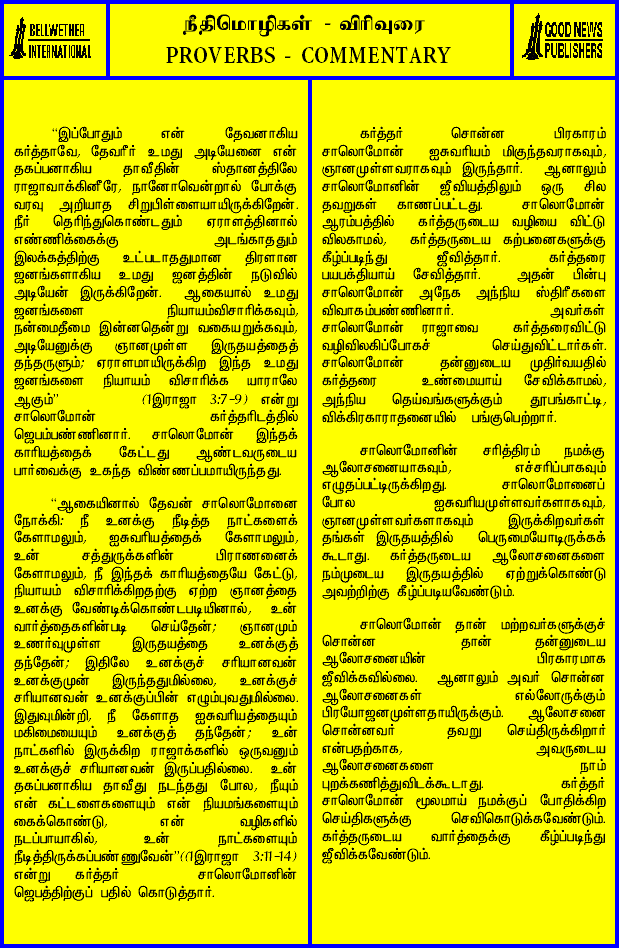 BELLWETHER
INTERNATIONAL
நீதிமொழிகள் - விரிவுரை
PROVERBS - COMMENTARY
GOOD NEWS
PUBLISHERS
“இப்போதும் என் தேவனாகிய
கர்த்தாவே, தேவரீர் உமது அடியேனை என்
தகப்பனாகிய தாவீதின் ஸ்தானத்திலே
ராஜாவாக்கினீரே, நானோவென்றால் போக்கு
வரவு அறியாத சிறுபிள்ளையாயிருக்கிறேன்.
நீர் தெரிந்துகொண்டதும் ஏராளத்தினால்
எண்ணிக்கைக்கு அடங்காததும்
இலக்கத்திற்கு உட்படாததுமான திரளான
ஜனங்களாகிய உமது ஜனத்தின் நடுவில்
அடியேன் இருக்கிறேன். ஆகையால் உமது
ஜனங்களை நியாயம்விசாரிக்கவும்,
நன்மைதீமை இன்னதென்று வகையறுக்கவும்,
அடியேனுக்கு ஞானமுள்ள இருதயத்தைத்
தந்தருளும்; ஏராளமாயிருக்கிற இந்த உமது
ஜனங்களை நியாயம் விசாரிக்க யாராலே
ஆகும்” (1இராஜா 3:7-9) என்று
சாலொமோன் கர்த்தரிடத்தில்
ஜெபம்பண்ணினார். சாலொமோன் இந்தக்
காரியத்தைக் கேட்டது ஆண்டவருடைய
பார்வைக்கு உகந்த விண்ணப்பமாயிருந்தது.
“ஆகையினால் தேவன் சாலொமோனை
நோக்கி: நீ உனக்கு நீடித்த நாட்களைக்
கேளாமலும், ஐசுவரியத்தைக் கேளாமலும்,
உன் சத்துருக்களின் பிராணனைக்
கேளாமலும், நீ இந்தக் காரியத்தையே கேட்டு,
நியாயம் விசாரிக்கிறதற்கு ஏற்ற ஞானத்தை
உனக்கு வேண்டிக்கொண்டபடியினால், உன்
வார்த்தைகளின்படி செய்தேன்; ஞானமும்
உணர்வுமுள்ள இருதயத்தை உனக்குத்
தந்தேன்; இதிலே உனக்குச் சரியானவன்
உனக்குமுன் இருந்ததுமில்லை, உனக்குச்
சரியானவன் உனக்குப்பின் எழும்புவதுமில்லை.
இதுவுமின்றி, நீ கேளாத ஐசுவரியத்தையும்
மகிமையையும் உனக்குத் தந்தேன்; உன்
நாட்களில் இருக்கிற ராஜாக்களில் ஒருவனும்
உனக்குச் சரியானவன் இருப்பதில்லை. உன்
தகப்பனாகிய தாவீது நடந்தது போல, நீயும்
என் கட்டளைகளையும் என் நியமங்களையும்
கைக்கொண்டு, என் வழிகளில்
நடப்பாயாகில், உன் நாட்களையும்
நீடித்திருக்கப்பண்ணுவேன்”((1இராஜா 3:11-14)
என்று கர்த்தர் சாலொமோனின்
ஜெபத்திற்குப் பதில் கொடுத்தார்.
கர்த்தர் சொன்ன பிரகாரம்
சாலொமோன் ஐசுவரியம் மிகுந்தவராகவும்,
ஞானமுள்ளவராகவும் இருந்தார். ஆனாலும்
சாலொமோனின் ஜீவியத்திலும் ஒரு சில
தவறுகள் காணப்பட்டது. சாலொமோன்
ஆரம்பத்தில் கர்த்தருடைய வழியை விட்டு
விலகாமல், கர்த்தருடைய கற்பனைகளுக்கு
கீழ்ப்படிந்து ஜீவித்தார். கர்த்தரை
பயபக்தியாய் சேவித்தார். அதன் பின்பு
சாலொமோன் அநேக அந்நிய ஸ்திரீகளை
விவாகம்பண்ணினார். அவர்கள்
சாலொமோன் ராஜாவை கர்த்தரைவிட்டு
வழிவிலகிப்போகச் செய்துவிட்டார்கள்.
சாலொமோன் தன்னுடைய முதிர்வயதில்
கர்த்தரை உண்மையாய் சேவிக்காமல்,
அந்நிய தெய்வங்களுக்கும் தூபங்காட்டி,
விக்கிரகாராதனையில் பங்குபெற்றார்.
சாலொமோனின் சரித்திரம் நமக்கு
ஆலோசனையாகவும், எச்சரிப்பாகவும்
எழுதப்பட்டிருக்கிறது. சாலொமோனைப்
போல ஐசுவரியமுள்ளவர்களாகவும்,
ஞானமுள்ளவர்களாகவும் இருக்கிறவர்கள்
தங்கள் இருதயத்தில் பெருமையோடிருக்கக்
கூடாது. கர்த்தருடைய ஆலோசனைகளை
நம்முடைய இருதயத்தில் ஏற்றுக்கொண்டு
அவற்றிற்கு கீழ்ப்படியவேண்டும்.
சாலொமோன் தான் மற்றவர்களுக்குச்
சொன்ன தான் தன்னுடைய
ஆலோசனையின் பிரகாரமாக
ஜீவிக்கவில்லை. ஆனாலும் அவர் சொன்ன
ஆலோசனைகள் எல்லோருக்கும்
பிரயோஜனமுள்ளதாயிருக்கும். ஆலோசனை
சொன்னவர் தவறு செய்திருக்கிறார்
என்பதற்காக, அவருடைய
ஆலோசனைகளை நாம்
புறக்கணித்துவிடக்கூடாது. கர்த்தர்
சாலொமோன் மூலமாய் நமக்குப் போதிக்கிற
செய்திகளுக்கு செவிகொடுக்கவேண்டும்.
கர்த்தருடைய வார்த்தைக்கு கீழ்ப்படிந்து
ஜீவிக்கவேண்டும்.